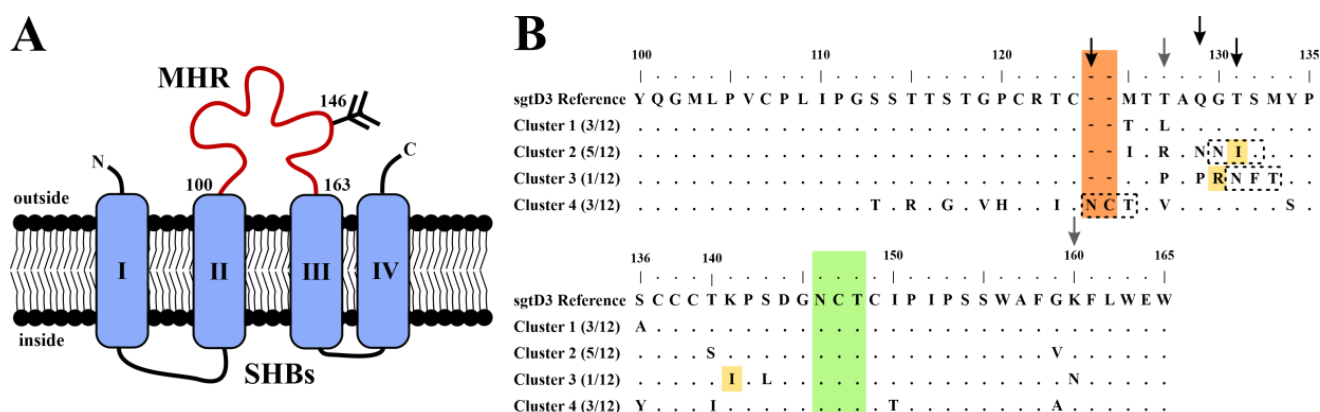 A
MHR
146
N
C
100
163
outside
I
II
III
IV
inside
SHBs
B
100 110 120 130 135
sgtD3 Reference Y Q G M L P V C P L I P G S S T T S T G P C R T C - - M T T A Q G T S M Y P
Cluster 1 (3/12) . . . . . . . . . . . . . . . . . . . . . . . . . - - T . L . . . . . . . .
Cluster 2 (5/12) . . . . . . . . . . . . . . . . . . . . . . . . . - - I . R . N N I . . . .
Cluster 3 (1/12) . . . . . . . . . . . . . . . . . . . . . . . . . - - . . P . P R N F T . .
Cluster 4 (3/12) . . . . . . . . . . . . . T . R . G . V H . . I . N C T . V . . . . . . S .
136 140 150 160 165
sgtD3 Reference S C C C T K P S D G N C T C I P I P S S W A F G K F L W E W
Cluster 1 (3/12) A . . . . . . . . . . . . . . . . . . . . . . . . . . . . .
Cluster 2 (5/12) . . . . S . . . . . . . . . . . . . . . . . . V . . . . . .
Cluster 3 (1/12) . . . . . I . L . . . . . . . . . . . . . . . . N . . . . .
Cluster 4 (3/12) Y . . . I . . . . . . . . . T . . . . . . . . A . . . . . .